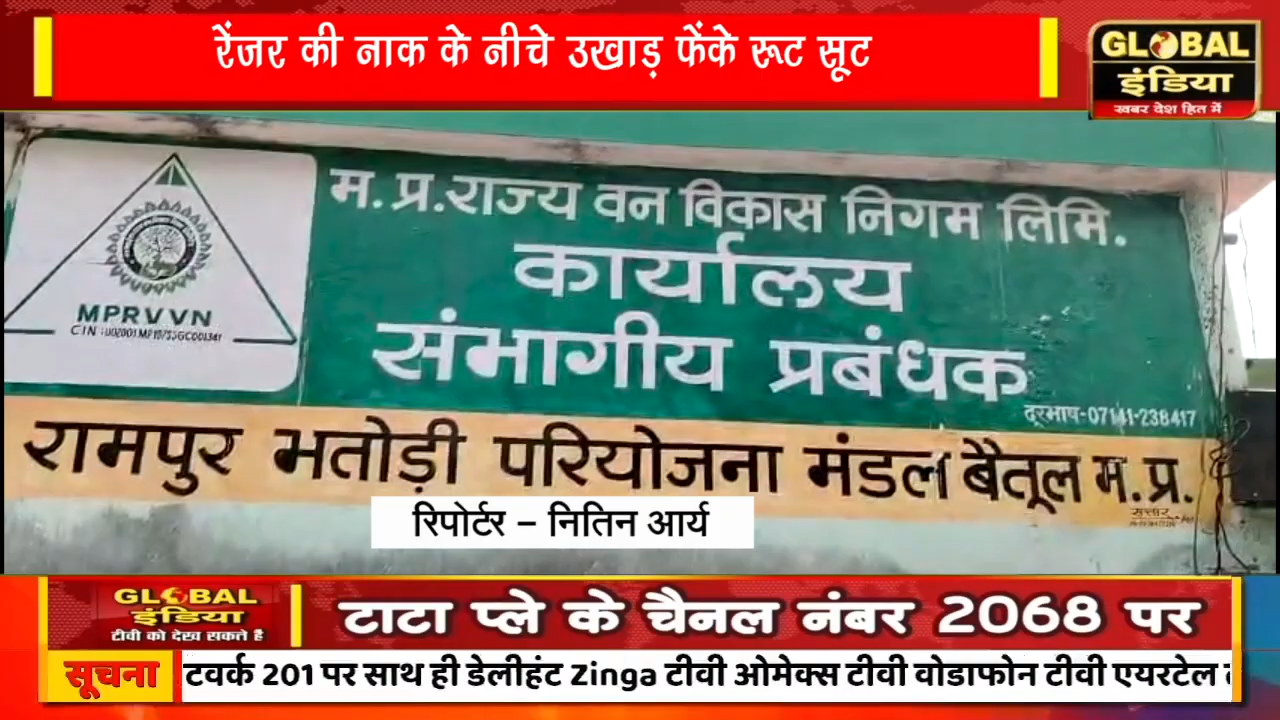 रेंजर की नाक के नीचे उखाड़ फेंके रूट सूट
GLOBAL
इंडिया
खबर देश हित में
म. प्र. राज्य वन विकास निगम लिमि.
कार्यालय
संभागीय प्रबंधक
दूरभाष-07141-238417
MPRVVN
रामपुर भतोड़ी परियोजना मंडल बैतूल म. प्र.
सत्तार
रिपोर्टर – नितिन आर्य
GLOBAL
इंडिया
टीवी को देख सकते है
टाटा प्ले के चैनल नंबर 2068 पर
सूचना
टवर्क 201 पर साथ ही डेलीहंट Zinga टीवी ओमेक्स टीवी वोडाफोन टीवी एयरटेल